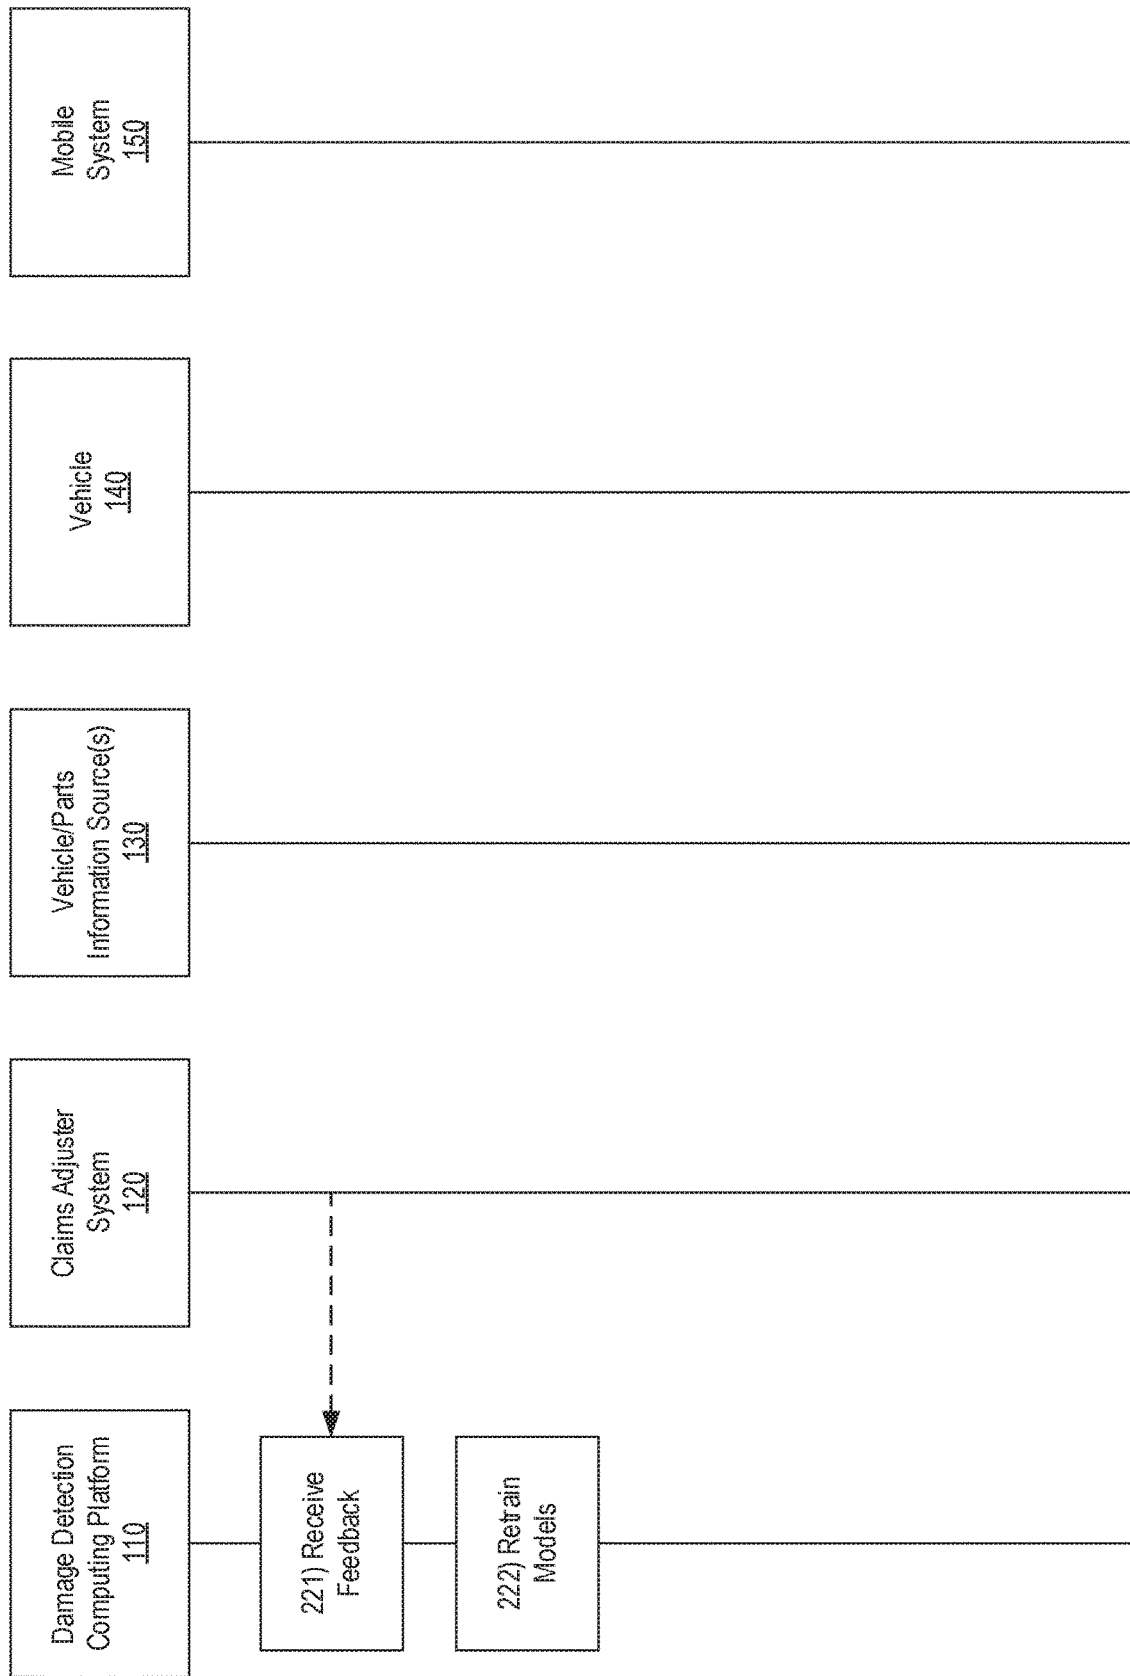 Damage Detection
Computing Platform
110
Claims Adjuster
System
120
Vehicle/Parts
Information Source(s)
130
Vehicle
140
Mobile
System
150
221) Receive
Feedback
222) Retrain
Models